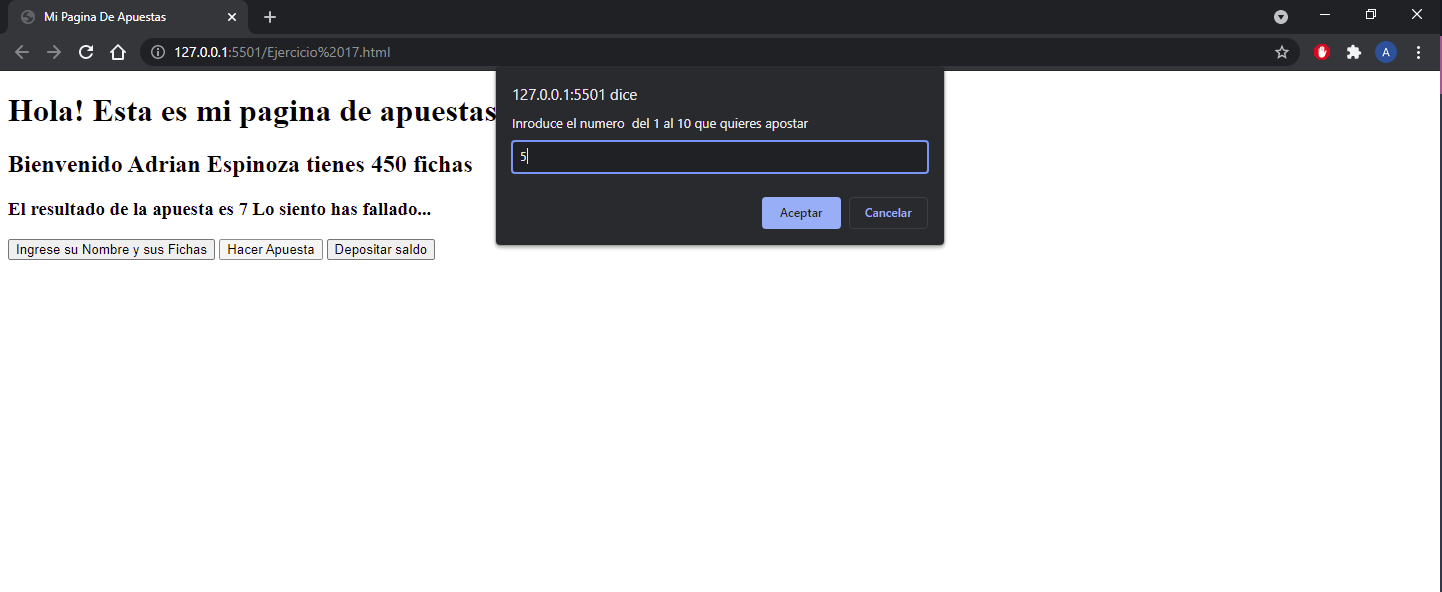 Mi Pagina De Apuestas
127.0.0.1:5501/Ejercicio%2017.html
A
127.0.0.1:5501 dice
Inroduce el numero  del 1 al 10 que quieres apostar
5
Aceptar Cancelar
Hola! Esta es mi pagina de apuestas
Bienvenido Adrian Espinoza tienes 450 fichas
El resultado de la apuesta es 7 Lo siento has fallado...
Ingrese su Nombre y sus Fichas Hacer Apuesta Depositar saldo